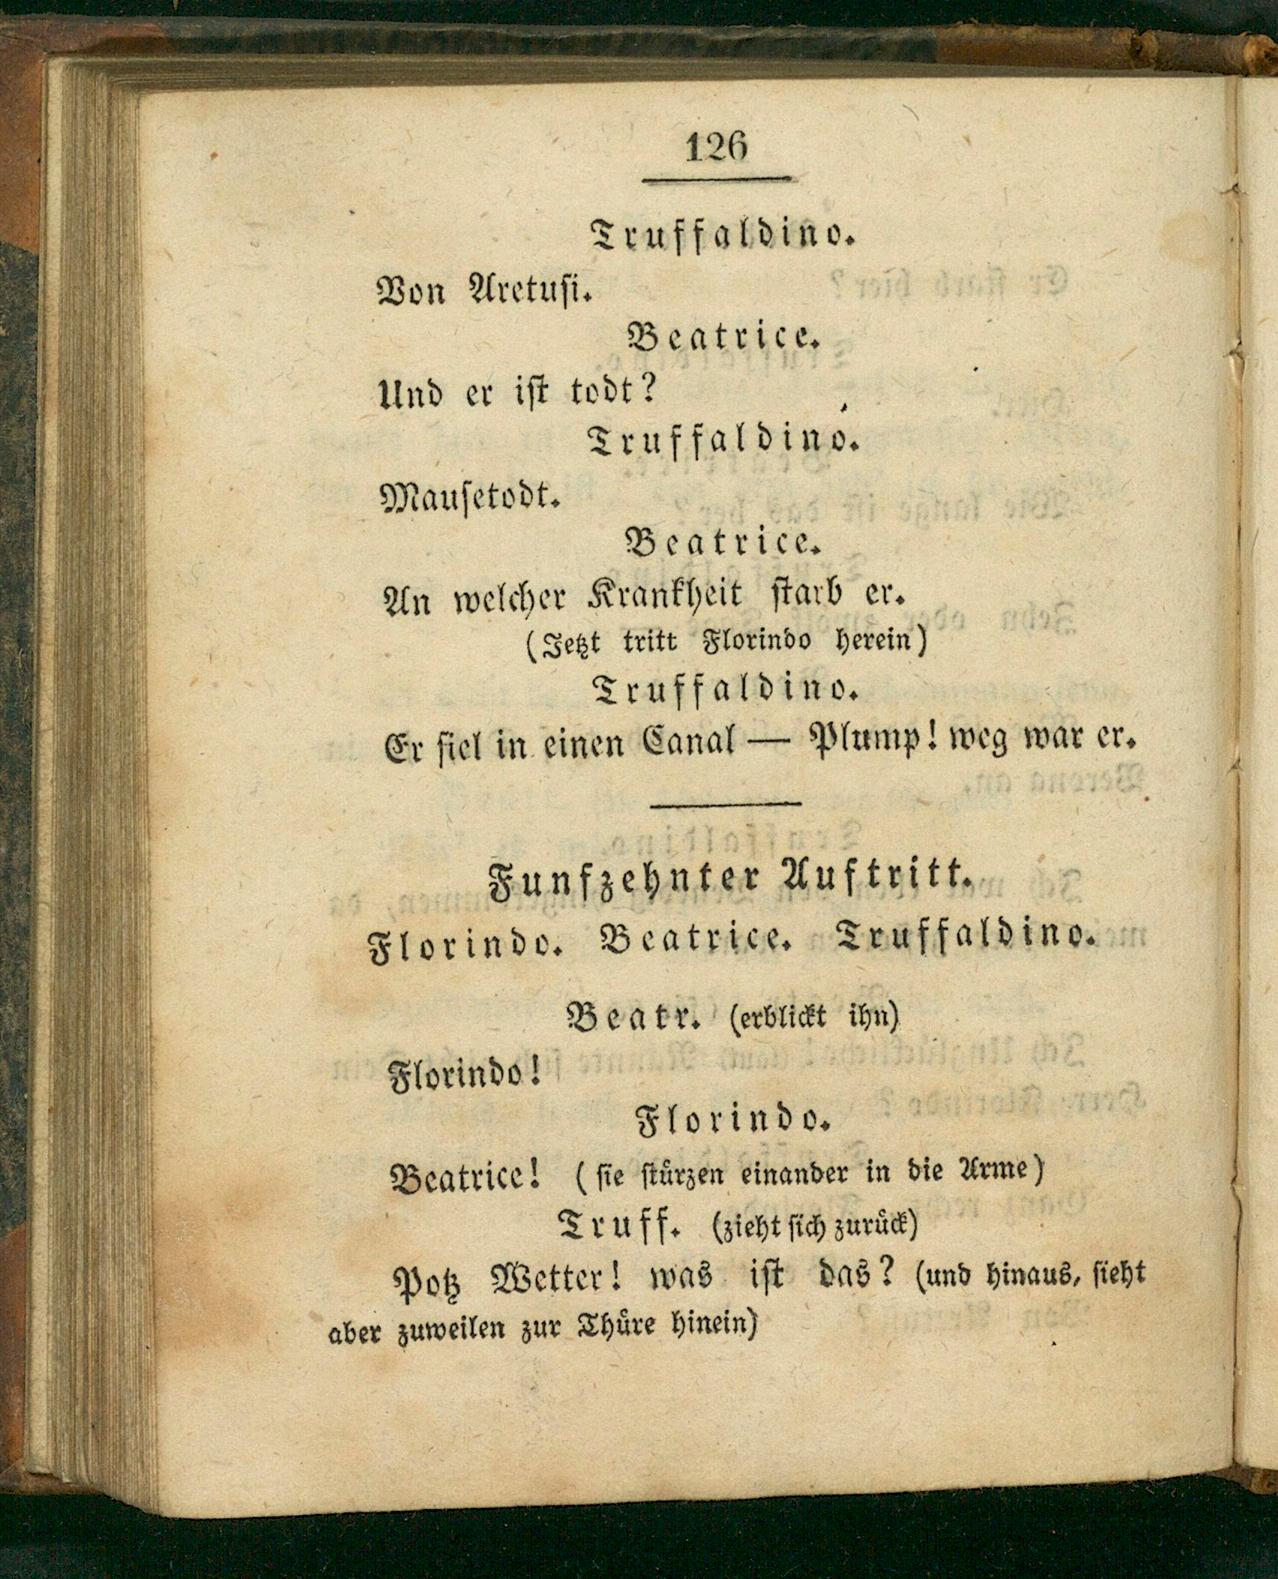 126
Truffaldino.
Von Aretusi.
Beatrice.
Und er ist todt?
Truffaldino.
Mausetodt.
Beatrice.
An welcher Krankheit starb er.
(Jetzt tritt Florindo herein)
Truffaldino.
Er fiel in einen Canal — Plump! weg war er.
Funfzehnter Auftritt.
Florindo. Beatrice. Truffaldino.
Beatr. (erblickt ihn)
Florindo!
Florindo.
Beatrice! (sie stürzen einander in die Arme)
Truff. (zieht sich zurück)
Potz Wetter! was ist das? (und hinaus, sieht
aber zuweilen zur Thüre hinein)